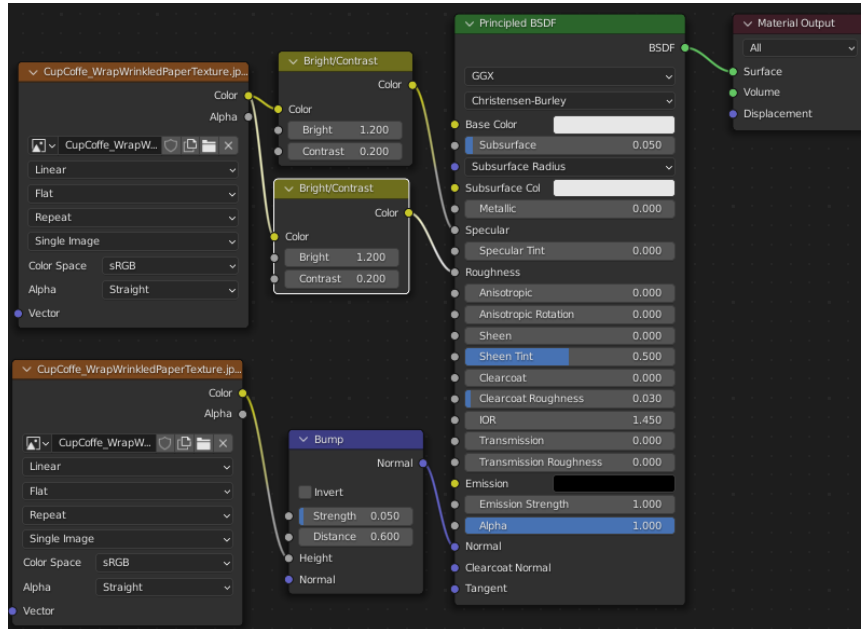 CupCoffe_WrapWrinkledPaperTexture.jp...
Color
Alpha
CupCoffe_WrapW...
Linear
Flat
Repeat
Single Image
Color Space sRGB
Alpha Straight
Vector
CupCoffe_WrapWrinkledPaperTexture.jp...
Color
Alpha
CupCoffe_WrapW...
Linear
Flat
Repeat
Single Image
Color Space sRGB
Alpha Straight
Vector
Bright/Contrast
Color
Color
Bright 1.200
Contrast 0.200
Bright/Contrast
Color
Color
Bright 1.200
Contrast 0.200
Bump
Normal
Invert
Strength 0.050
Distance 0.600
Height
Normal
Principled BSDF
BSDF
GGX
Christensen-Burley
Base Color
Subsurface 0.050
Subsurface Radius
Subsurface Col
Metallic 0.000
Specular
Specular Tint 0.000
Roughness
Anisotropic 0.000
Anisotropic Rotation 0.000
Sheen 0.000
Sheen Tint 0.500
Clearcoat 0.000
Clearcoat Roughness 0.030
IOR 1.450
Transmission 0.000
Transmission Roughness 0.000
Emission
Emission Strength 1.000
Alpha 1.000
Normal
Clearcoat Normal
Tangent
Material Output
All
Surface
Volume
Displacement